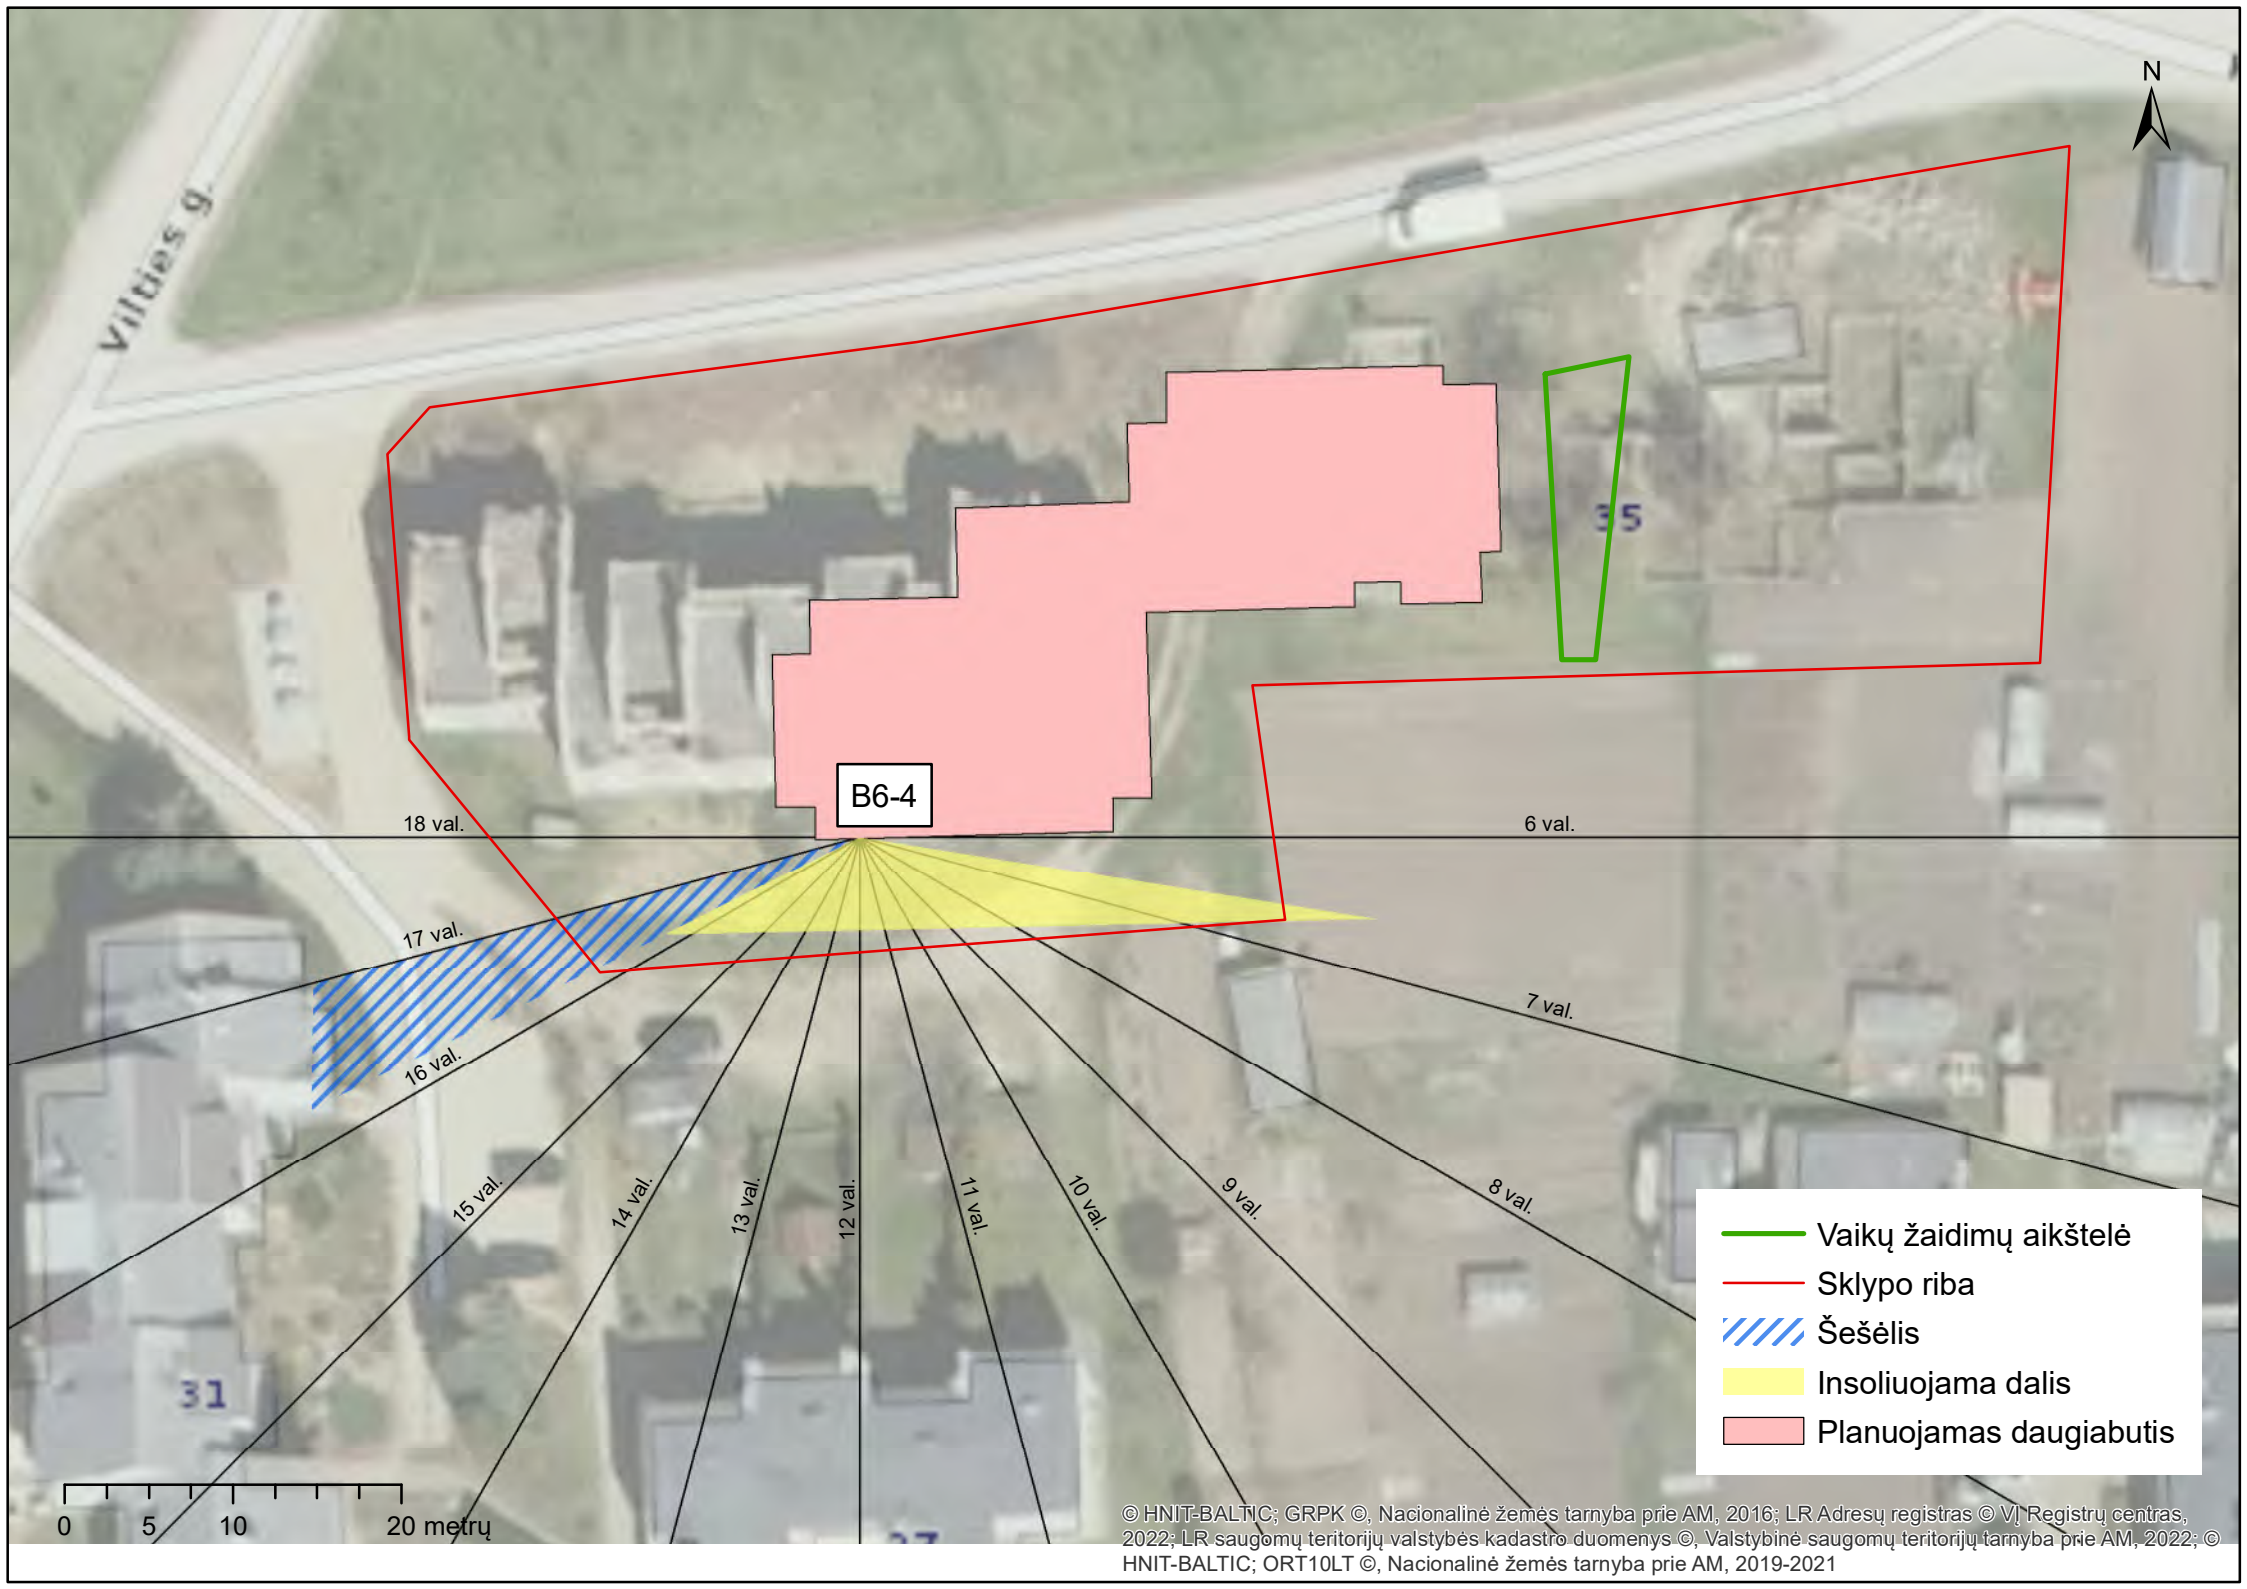 N
Vilties g.
35
B6-4
18 val.
6 val.
17 val.
7 val.
16 val.
15 val.
14 val.
13 val.
12 val.
11 val.
10 val.
9 val.
8 val.
31
37
Vaikų žaidimų aikštelė
Sklypo riba
Šešėlis
Insoliuojama dalis
Planuojamas daugiabutis
0 5 10 20 metrų
© HNIT-BALTIC; GRPK ©, Nacionalinė žemės tarnyba prie AM, 2016; LR Adresų registras © VĮ Registrų centras,
2022; LR saugomų teritorijų valstybės kadastro duomenys ©, Valstybinė saugomų teritorijų tarnyba prie AM, 2022; ©
HNIT-BALTIC; ORT10LT ©, Nacionalinė žemės tarnyba prie AM, 2019-2021